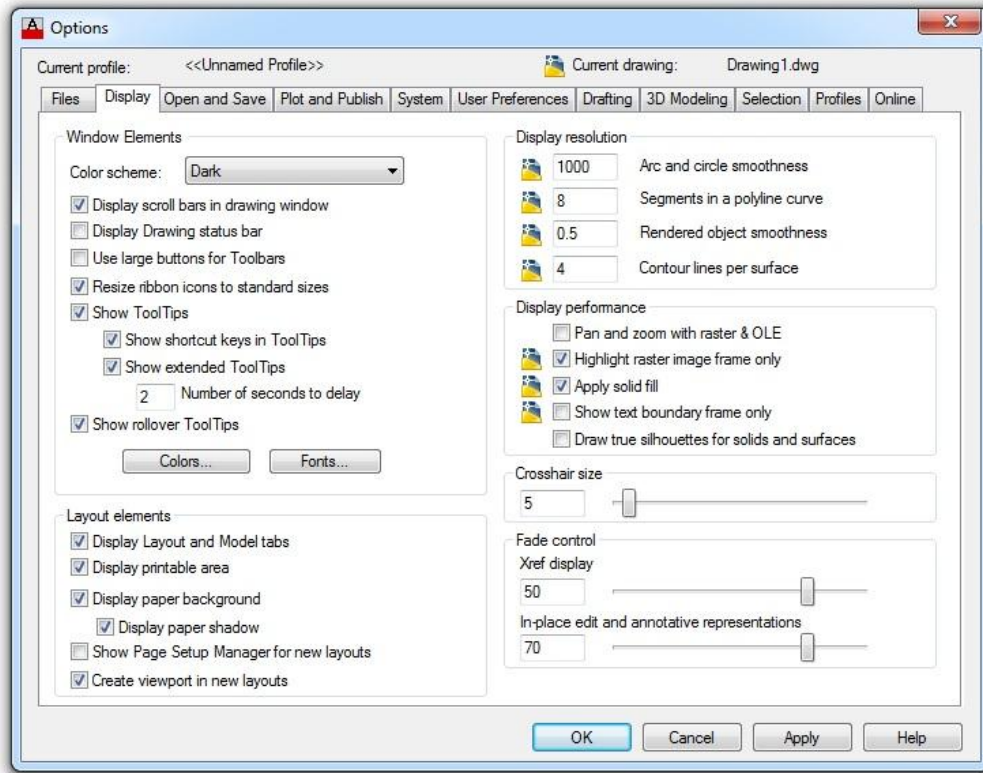 Options
Current profile: <<Unnamed Profile>> Current drawing: Drawing1.dwg
Files Display Open and Save Plot and Publish System User Preferences Drafting 3D Modeling Selection Profiles Online
Window Elements
Color scheme: Dark
Display scroll bars in drawing window
Display Drawing status bar
Use large buttons for Toolbars
Resize ribbon icons to standard sizes
Show ToolTips
Show shortcut keys in ToolTips
Show extended ToolTips
2 Number of seconds to delay
Show rollover ToolTips
Colors... Fonts...
Layout elements
Display Layout and Model tabs
Display printable area
Display paper background
Display paper shadow
Show Page Setup Manager for new layouts
Create viewport in new layouts
Display resolution
1000 Arc and circle smoothness
8 Segments in a polyline curve
0.5 Rendered object smoothness
4 Contour lines per surface
Display performance
Pan and zoom with raster & OLE
Highlight raster image frame only
Apply solid fill
Show text boundary frame only
Draw true silhouettes for solids and surfaces
Crosshair size
5
Fade control
Xref display
50
In-place edit and annotative representations
70
OK Cancel Apply Help